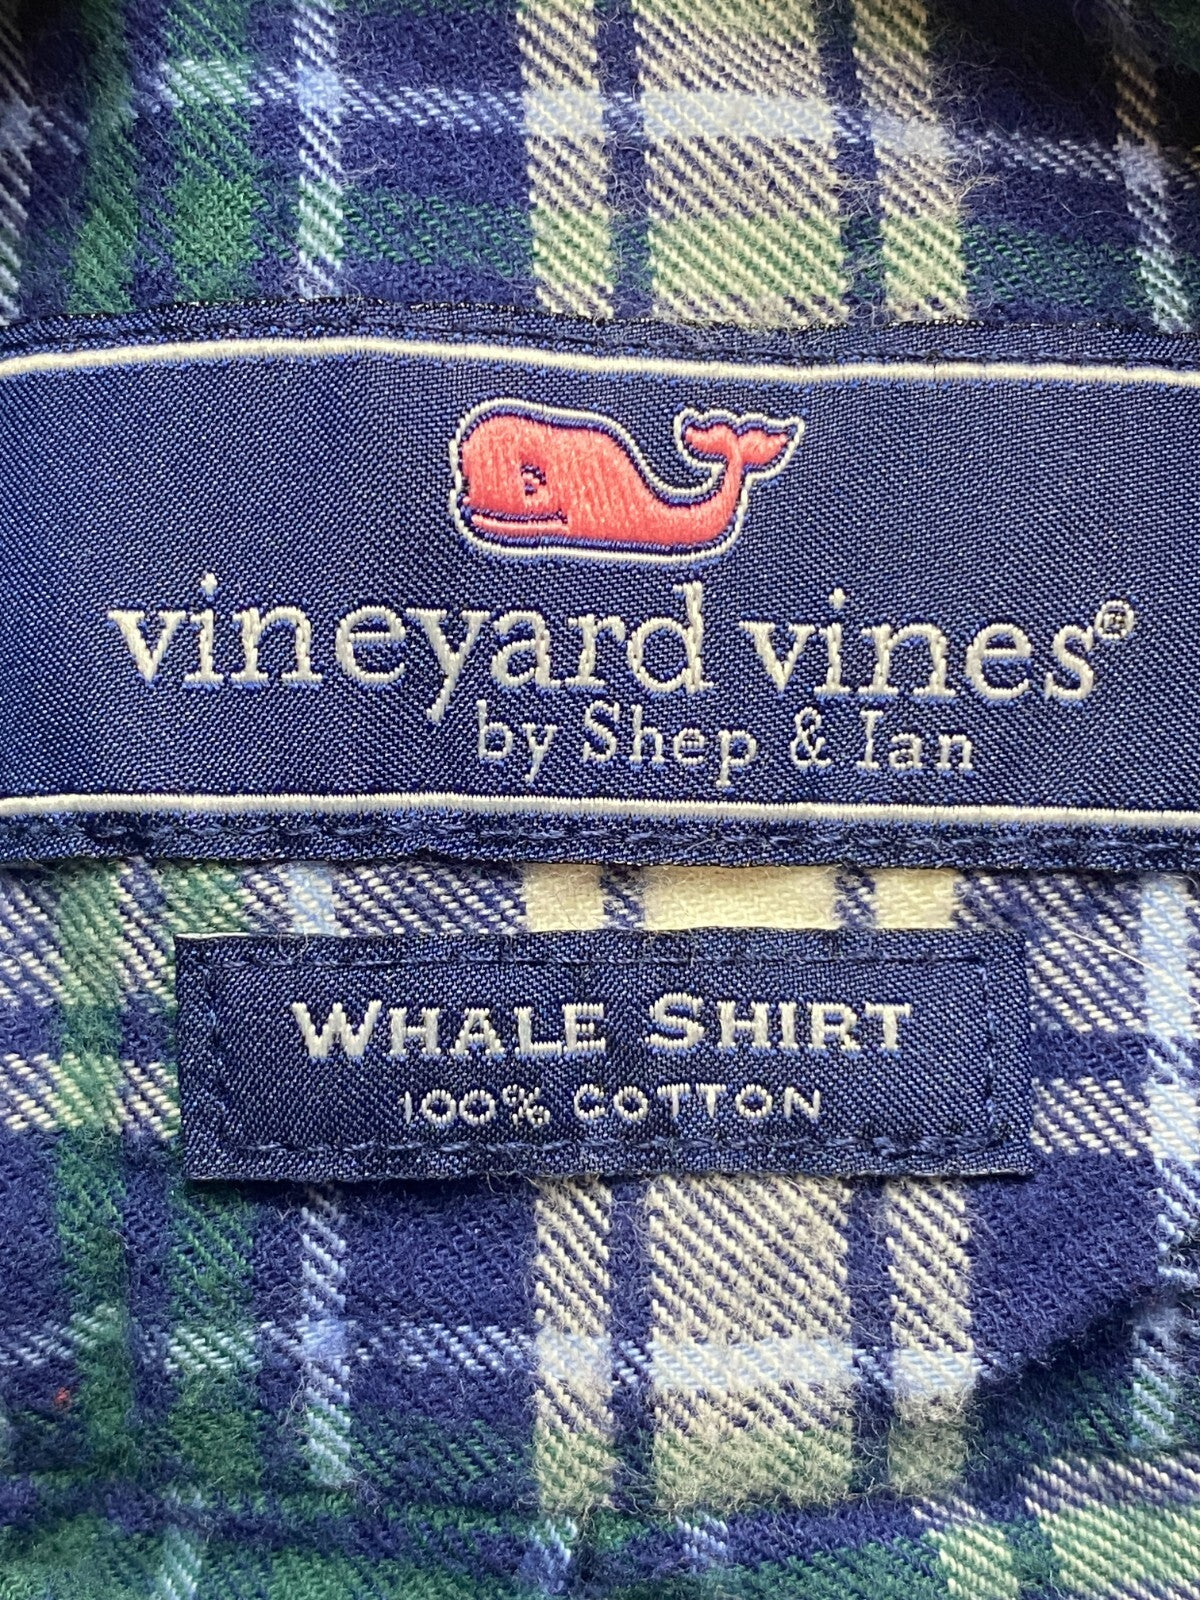 vineyard vines®
by Shep & Ian
WHALE SHIRT
100% COTTON